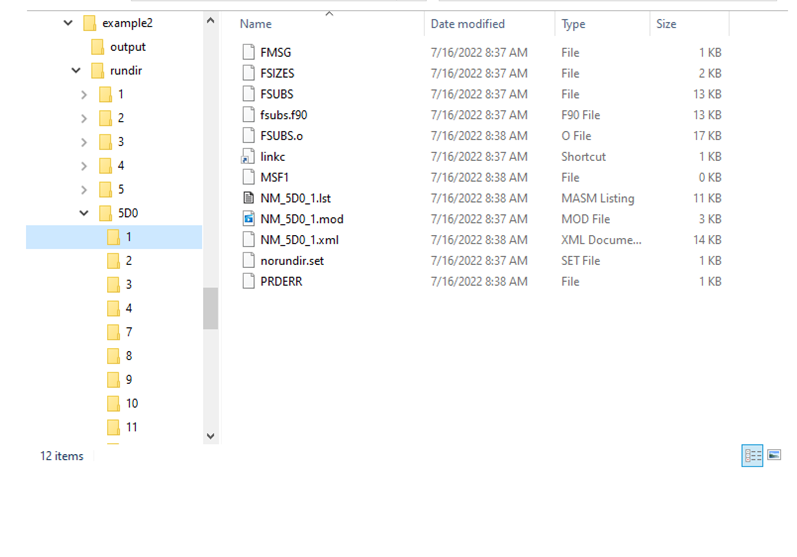 example2
output
rundir
1
2
3
4
5
5D0
1
2
3
4
7
8
9
10
11
Name Date modified Type Size
FMSG 7/16/2022 8:37 AM File 1 KB
FSIZES 7/16/2022 8:37 AM File 2 KB
FSUBS 7/16/2022 8:37 AM File 13 KB
fsubs.f90 7/16/2022 8:37 AM F90 File 13 KB
FSUBS.o 7/16/2022 8:38 AM O File 17 KB
linkc 7/16/2022 8:37 AM Shortcut 1 KB
MSF1 7/16/2022 8:38 AM File 0 KB
NM_5D0_1.lst 7/16/2022 8:38 AM MASM Listing 11 KB
NM_5D0_1.mod 7/16/2022 8:37 AM MOD File 3 KB
NM_5D0_1.xml 7/16/2022 8:38 AM XML Docume... 14 KB
norundir.set 7/16/2022 8:37 AM SET File 1 KB
PRDERR 7/16/2022 8:38 AM File 1 KB
12 items